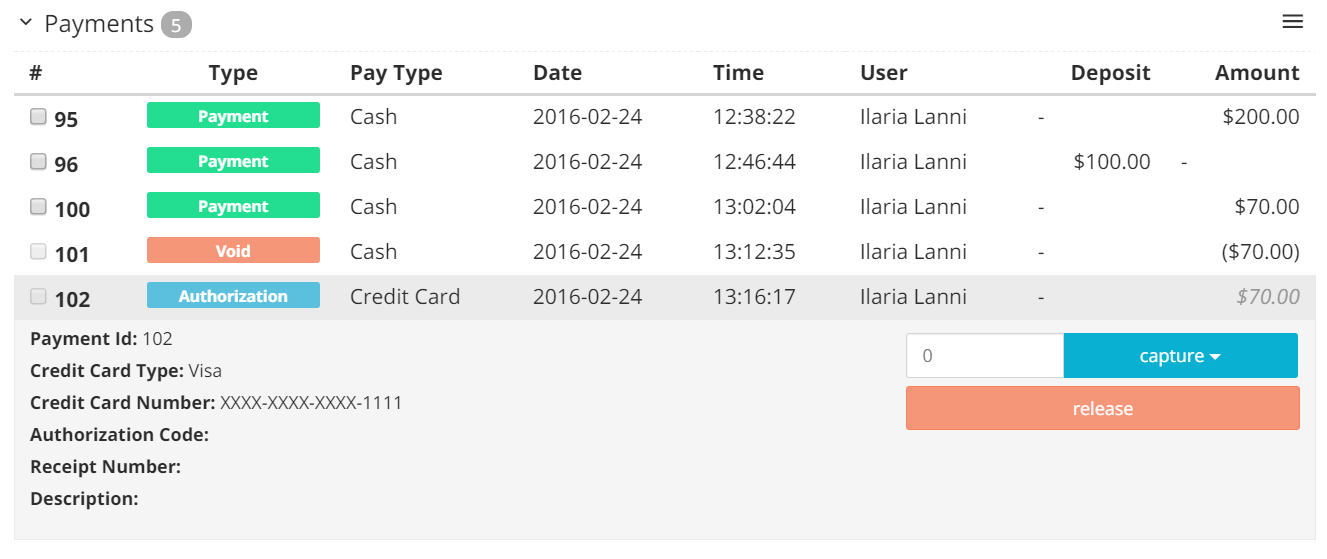 Payments 5
# Type Pay Type Date Time User Deposit Amount
95 Payment Cash 2016-02-24 12:38:22 Ilaria Lanni - $200.00
96 Payment Cash 2016-02-24 12:46:44 Ilaria Lanni $100.00 -
100 Payment Cash 2016-02-24 13:02:04 Ilaria Lanni - $70.00
101 Void Cash 2016-02-24 13:12:35 Ilaria Lanni - ($70.00)
102 Authorization Credit Card 2016-02-24 13:16:17 Ilaria Lanni - $70.00
Payment Id: 102
0 capture
Credit Card Type: Visa
Credit Card Number: XXXX-XXXX-XXXX-1111
release
Authorization Code:
Receipt Number:
Description: